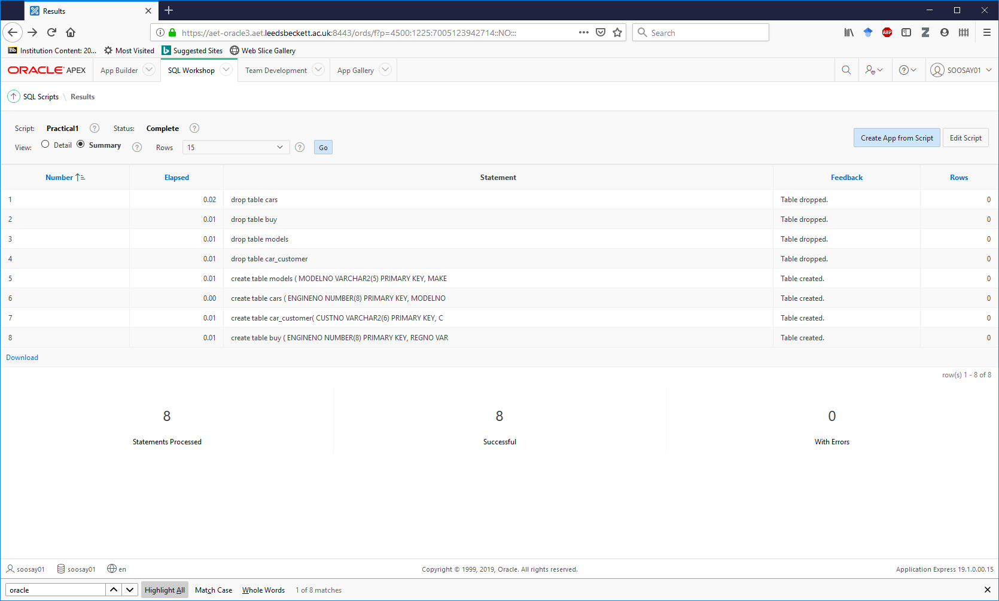 Results
https://aet-oracle3.aet.leedsbeckett.ac.uk:8443/ords/f?p=4500:1225:7005123942714::NO:::
Search
ABP
Z
Bb Institution Content: 20... Most Visited Suggested Sites Web Slice Gallery
ORACLE APEX App Builder SQL Workshop Team Development App Gallery SOOSAY01
SQL Scripts \ Results
Script: Practical1 ? Status: Complete ?
View: Detail Summary ? Rows 15 ? Go
Create App from Script Edit Script
Number Elapsed Statement Feedback Rows
1 0.02 drop table cars Table dropped. 0
2 0.01 drop table buy Table dropped. 0
3 0.01 drop table models Table dropped. 0
4 0.01 drop table car_customer Table dropped. 0
5 0.01 create table models ( MODELNO VARCHAR2(5) PRIMARY KEY, MAKE Table created. 0
6 0.00 create table cars ( ENGINENO NUMBER(8) PRIMARY KEY, MODELNO Table created. 0
7 0.01 create table car_customer( CUSTNO VARCHAR2(6) PRIMARY KEY, C Table created. 0
8 0.01 create table buy ( ENGINENO NUMBER(8) PRIMARY KEY, REGNO VAR Table created. 0
Download
row(s) 1 - 8 of 8
8 8 0
Statements Processed Successful With Errors
soosay01 soosay01 en Copyright © 1999, 2019, Oracle. All rights reserved. Application Express 19.1.0.00.15
oracle Highlight All Match Case Whole Words 1 of 8 matches